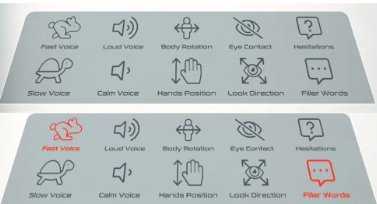 Fast Voice Loud Voice Body Rotation Eye Contact Hesitations
Slow Voice Calm Voice Hands Position Look Direction Filler Words
Fast Voice Loud Voice Body Rotation Eye Contact Hesitations
Slow Voice Calm Voice Hands Position Look Direction Filler Words